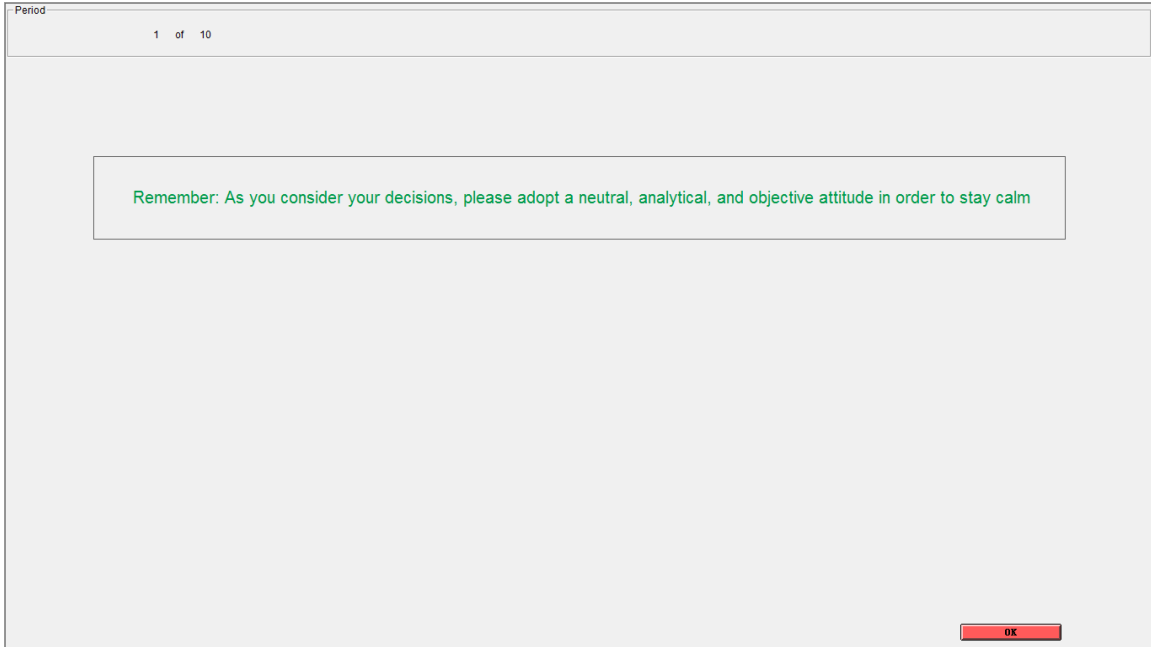 Period
1 of 10
Remember: As you consider your decisions, please adopt a neutral, analytical, and objective attitude in order to stay calm
OK